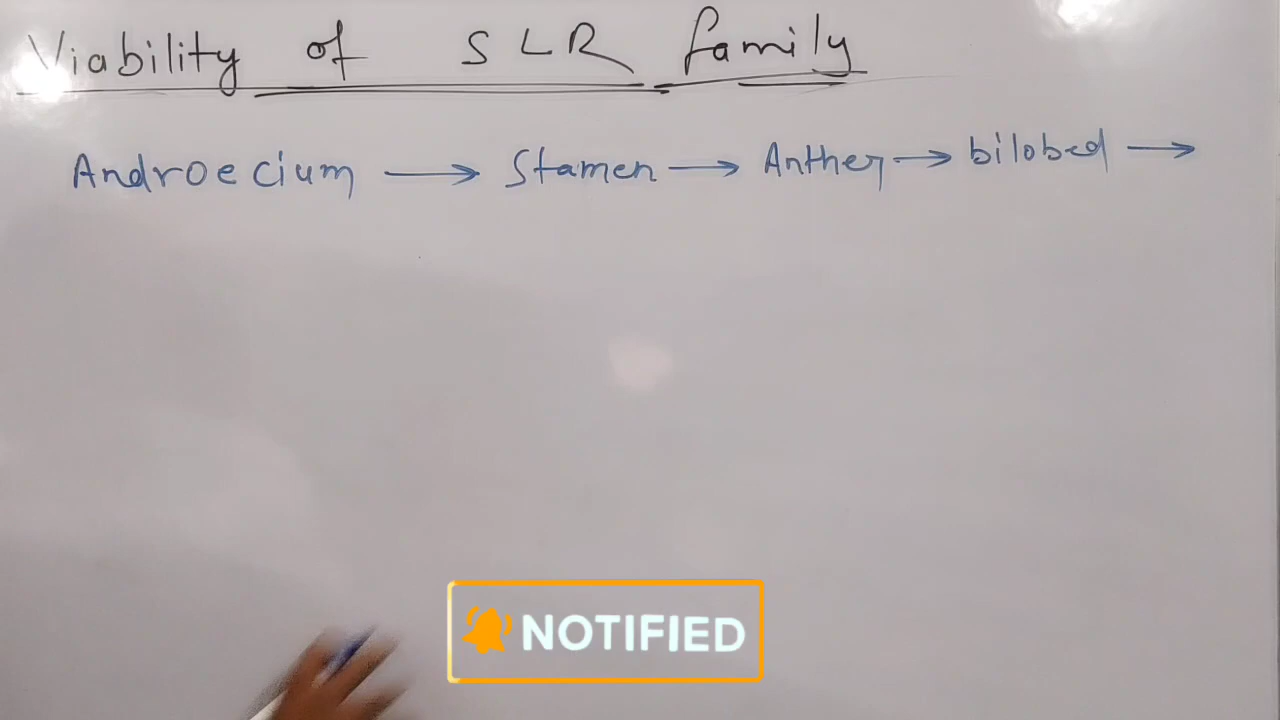 Viability of SLR family
Androecium → Stamen → Anther → bilobed →
NOTIFIED